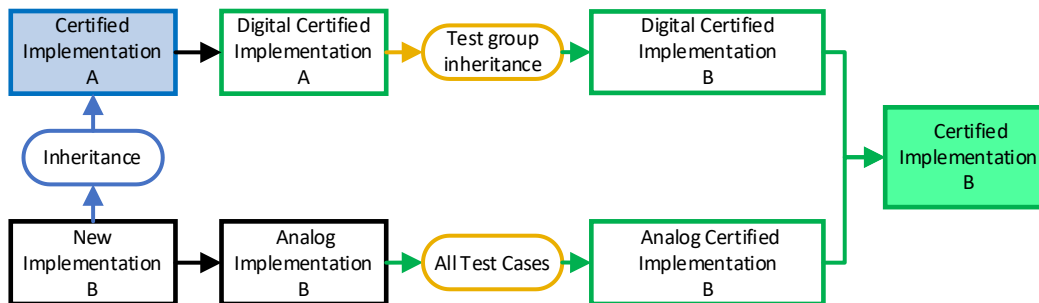 Certified
Implementation
A
Digital Certified
Implementation
A
Test group
inheritance
Digital Certified
Implementation
B
Certified
Implementation
B
Inheritance
New
Implementation
B
Analog
Implementation
B
All Test Cases
Analog Certified
Implementation
B